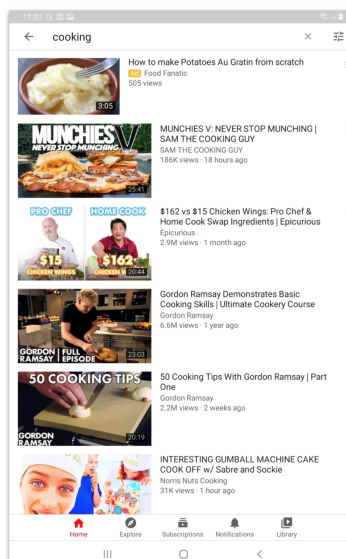 11:01
cooking
How to make Potatoes Au Gratin from scratch
Ad Food Fanatic
505 views
3:05
MUNCHIES V
NEVER STOP MUNCHING
25:41
MUNCHIES V: NEVER STOP MUNCHING |
SAM THE COOKING GUY
SAM THE COOKING GUY
186K views · 18 hours ago
PRO CHEF
HOME COOK
$15
CHICKEN WINGS
$162
CHICKEN W
20:44
$162 vs $15 Chicken Wings: Pro Chef &
Home Cook Swap Ingredients | Epicurious
Epicurious
2.9M views · 1 month ago
GORDON
RAMSAY
FULL
EPISODE
23:03
Gordon Ramsay Demonstrates Basic
Cooking Skills | Ultimate Cookery Course
Gordon Ramsay
6.6M views · 1 year ago
50 COOKING TIPS
GORDON
RAMSAY
20:19
50 Cooking Tips With Gordon Ramsay | Part
One
Gordon Ramsay
2.2M views · 2 weeks ago
INTERESTING GUMBALL MACHINE CAKE
COOK OFF w/ Sabre and Sockie
Norris Nuts Cooking
31K views · 1 hour ago
Home
Explore
Subscriptions
Notifications
Library